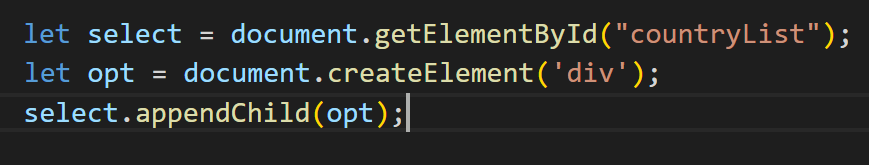 let select = document.getElementById("countryList");
let opt = document.createElement('div');
select.appendChild(opt);